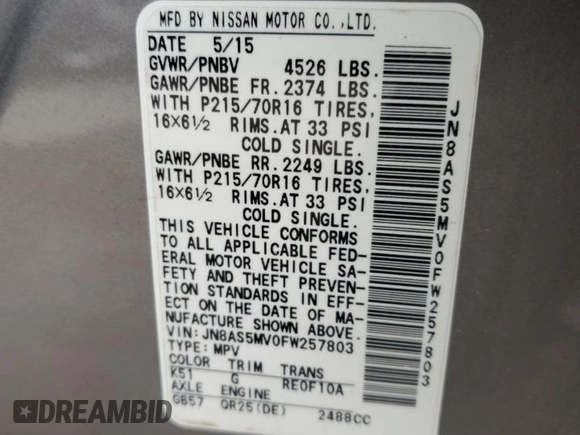 MFD BY NISSAN MOTOR CO.,LTD.
DATE 5/15
GVWR/PNBV 4526 LBS.
GAWR/PNBE FR. 2374 LBS.
WITH P215/70R16 TIRES,
16X6½ RIMS.AT 33 PSI
COLD SINGLE.
GAWR/PNBE RR. 2249 LBS.
WITH P215/70R16 TIRES,
16X6½ RIMS.AT 33 PSI
COLD SINGLE.
THIS VEHICLE CONFORMS
TO ALL APPLICABLE FED-
ERAL MOTOR VEHICLE SA-
FETY AND THEFT PREVEN-
TION STANDARDS IN EFF-
ECT ON THE DATE OF MA-
NUFACTURE SHOWN ABOVE.
VIN: JN8AS5MV0FW257803
TYPE: MPV
COLOR TRIM TRANS
K51 G RE0F10A
AXLE ENGINE
GB57 QR25(DE) 2488CC
JN8AS5MV0FW257803
DREAMBID